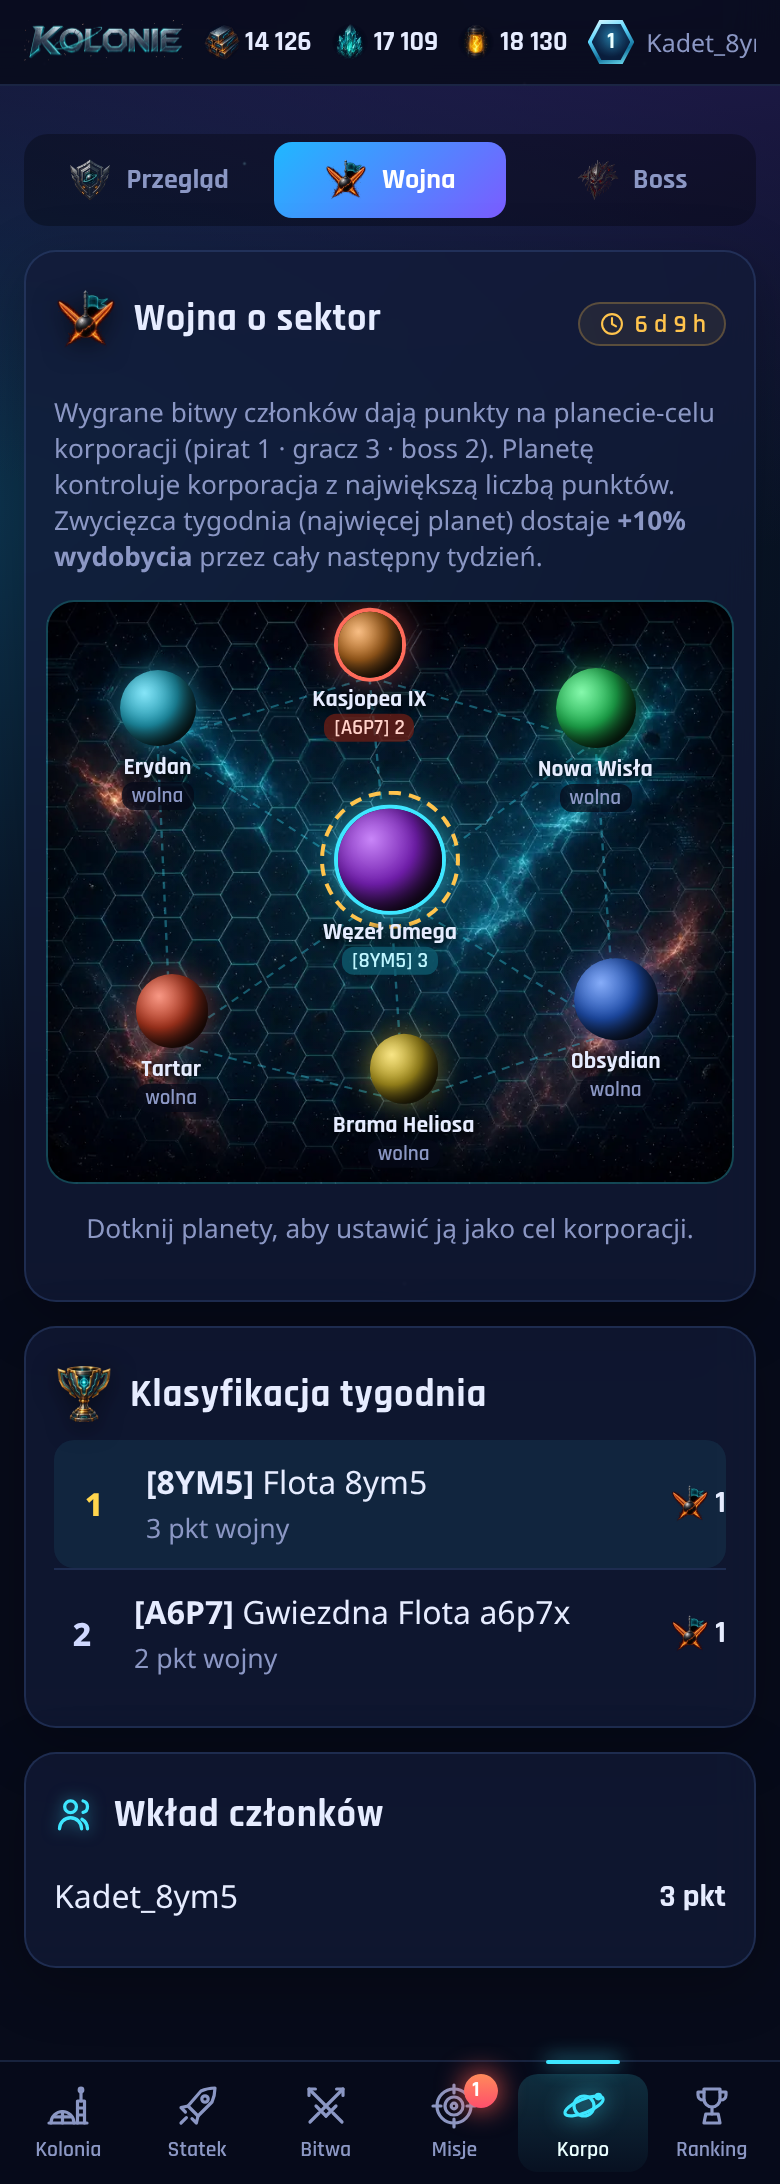 KOLONIE 14 126 17 109 18 130 1 Kadet_8y
Przegląd Wojna Boss
Wojna o sektor 6 d 9 h
Wygrane bitwy członków dają punkty na planecie-celu
korporacji (pirat 1 · gracz 3 · boss 2). Planetę
kontroluje korporacja z największą liczbą punktów.
Zwycięzca tygodnia (najwięcej planet) dostaje +10%
wydobycia przez cały następny tydzień.
Kasjopea IX
[A6P7] 2
Erydan
wolna
Nowa Wisła
wolna
Węzeł Omega
[8YM5] 3
Tartar
wolna
Obsydian
wolna
Brama Heliosa
wolna
Dotknij planety, aby ustawić ją jako cel korporacji.
Klasyfikacja tygodnia
1 [8YM5] Flota 8ym5 1
3 pkt wojny
2 [A6P7] Gwiezdna Flota a6p7x 1
2 pkt wojny
Wkład członków
Kadet_8ym5 3 pkt
1
Kolonia Statek Bitwa Misje Korpo Ranking